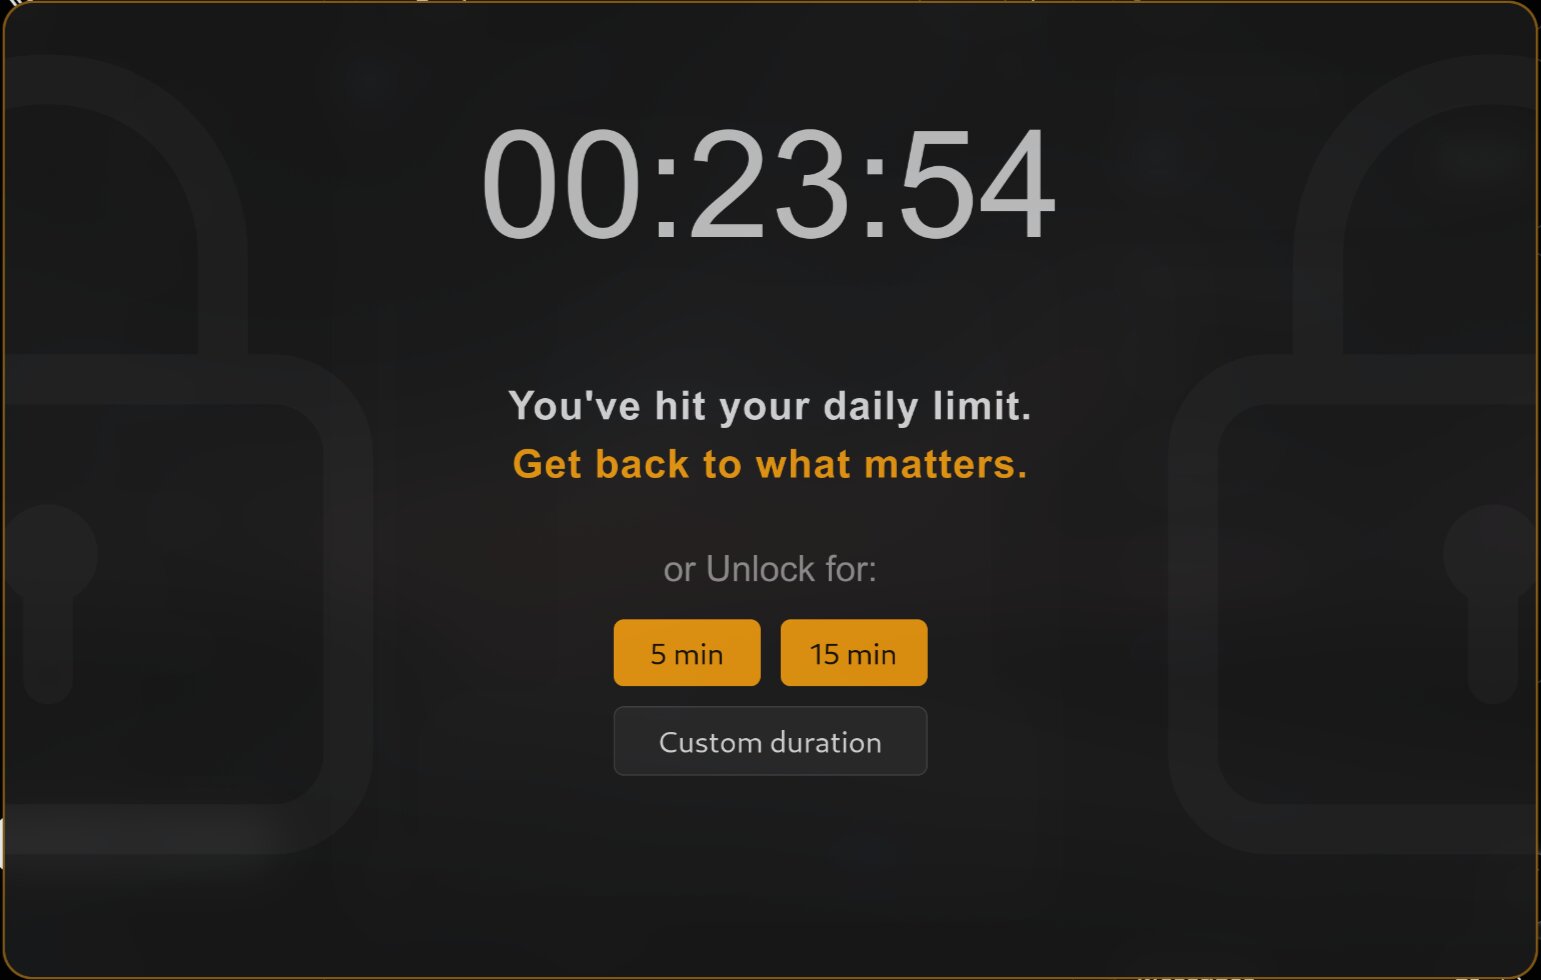 00:23:54
You've hit your daily limit.
Get back to what matters.
or Unlock for:
5 min
15 min
Custom duration